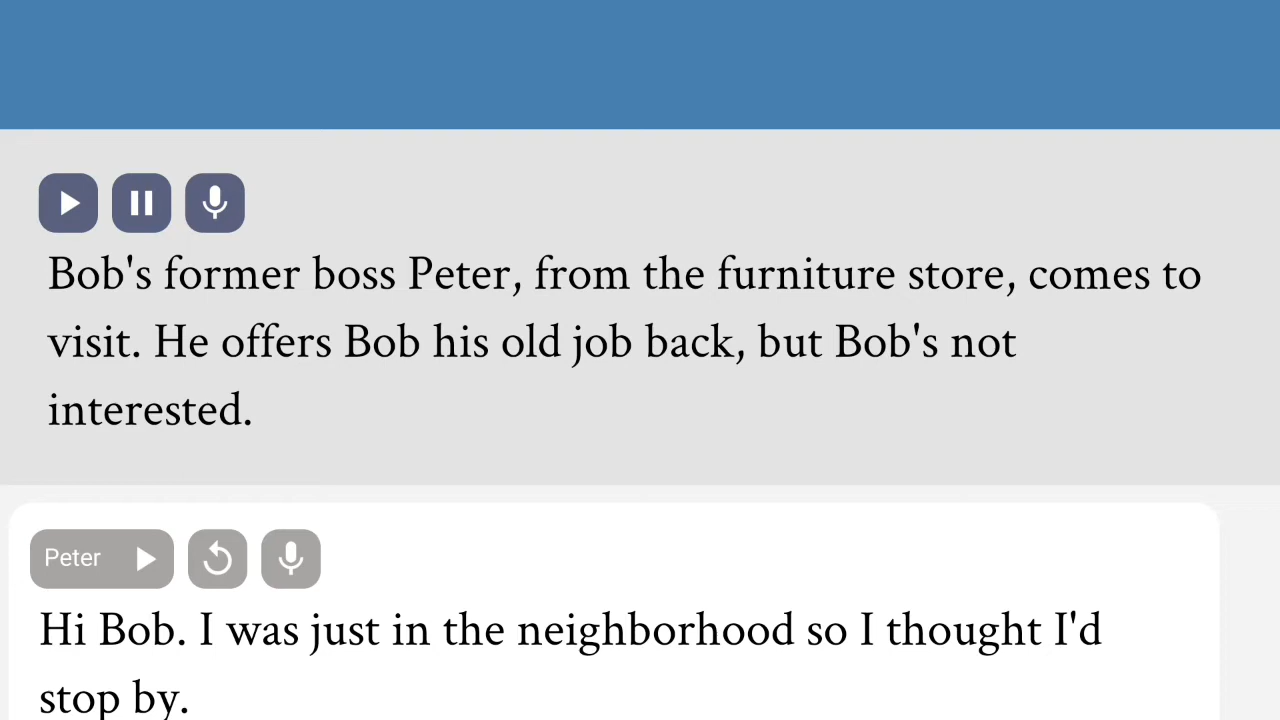 Bob's former boss Peter, from the furniture store, comes to
visit. He offers Bob his old job back, but Bob's not
interested.
Peter
Hi Bob. I was just in the neighborhood so I thought I'd
stop by.